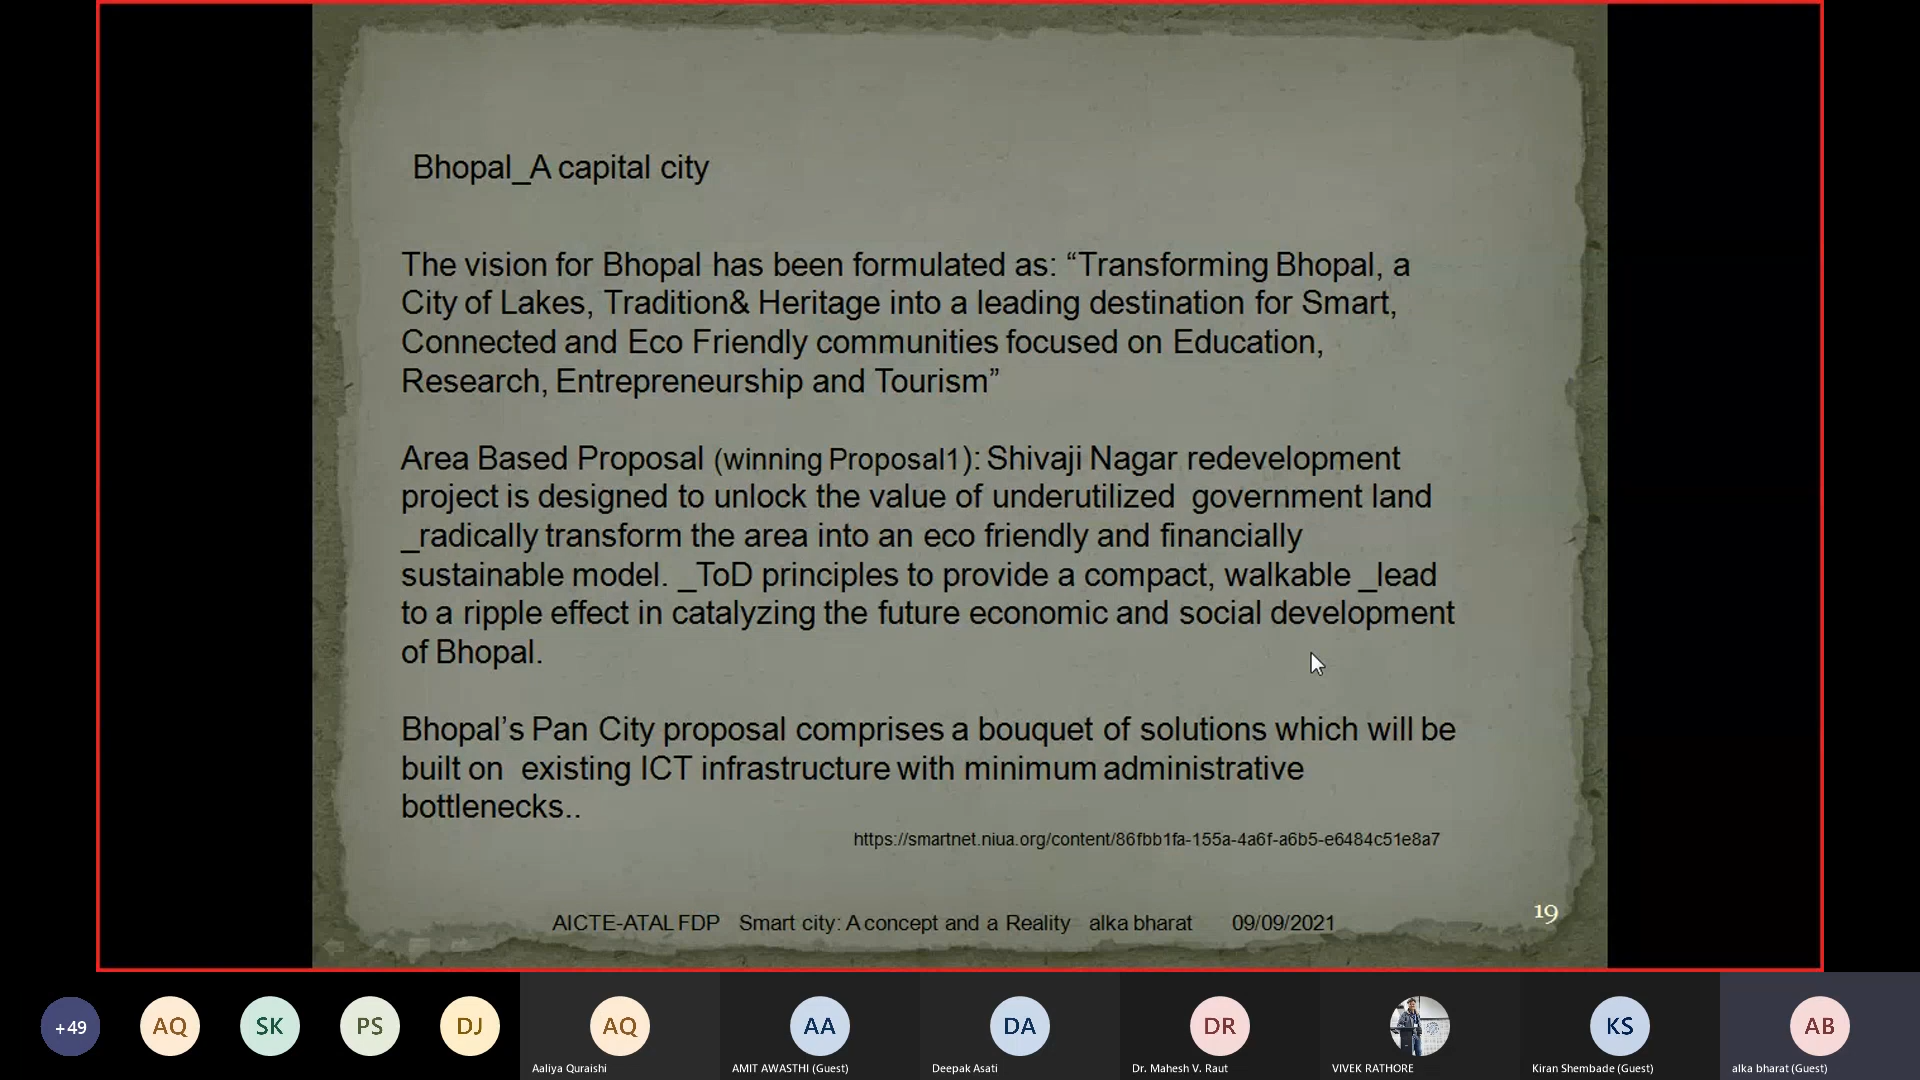 Bhopal_A capital city
The vision for Bhopal has been formulated as: “Transforming Bhopal, a
City of Lakes, Tradition& Heritage into a leading destination for Smart,
Connected and Eco Friendly communities focused on Education,
Research, Entrepreneurship and Tourism”
Area Based Proposal (winning Proposal1): Shivaji Nagar redevelopment
project is designed to unlock the value of underutilized government land
_radically transform the area into an eco friendly and financially
sustainable model. _ToD principles to provide a compact, walkable _lead
to a ripple effect in catalyzing the future economic and social development
of Bhopal.
Bhopal’s Pan City proposal comprises a bouquet of solutions which will be
built on existing ICT infrastructure with minimum administrative
bottlenecks..
https://smartnet.niua.org/content/86fbb1fa-155a-4a6f-a6b5-e6484c51e8a7
AICTE-ATAL FDP Smart city: A concept and a Reality alka bharat 09/09/2021
19
+49 AQ SK PS DJ AQ AA DA DR KS AB
Aaliya Quraishi AMIT AWASTHI (Guest) Deepak Asati Dr. Mahesh V. Raut VIVEK RATHORE Kiran Shembade (Guest) alka bharat (Guest)